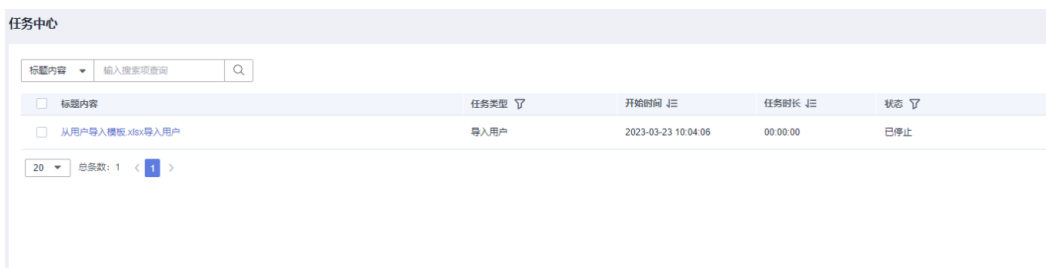 任务中心
标题内容 输入搜索项查询
标题内容 任务类型 开始时间 任务时长 状态
从用户导入模板.xlsx导入用户 导入用户 2023-03-23 10:04:06 00:00:00 已停止
20 总条数: 1 < 1 >